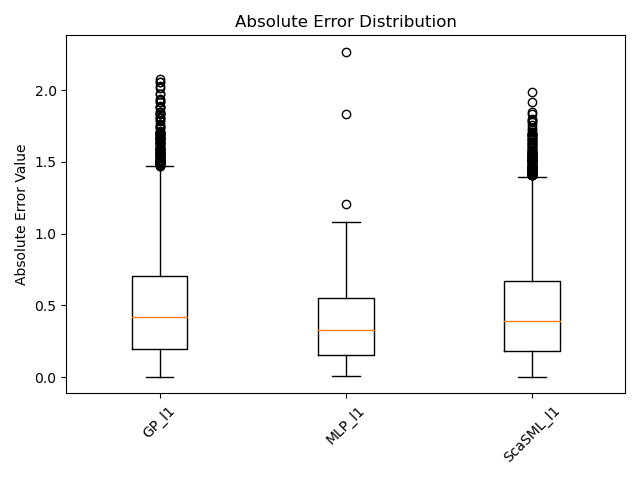 Absolute Error Distribution
Absolute Error Value
2.0
1.5
1.0
0.5
0.0
GP_l1
MLP_l1
ScaSML_l1